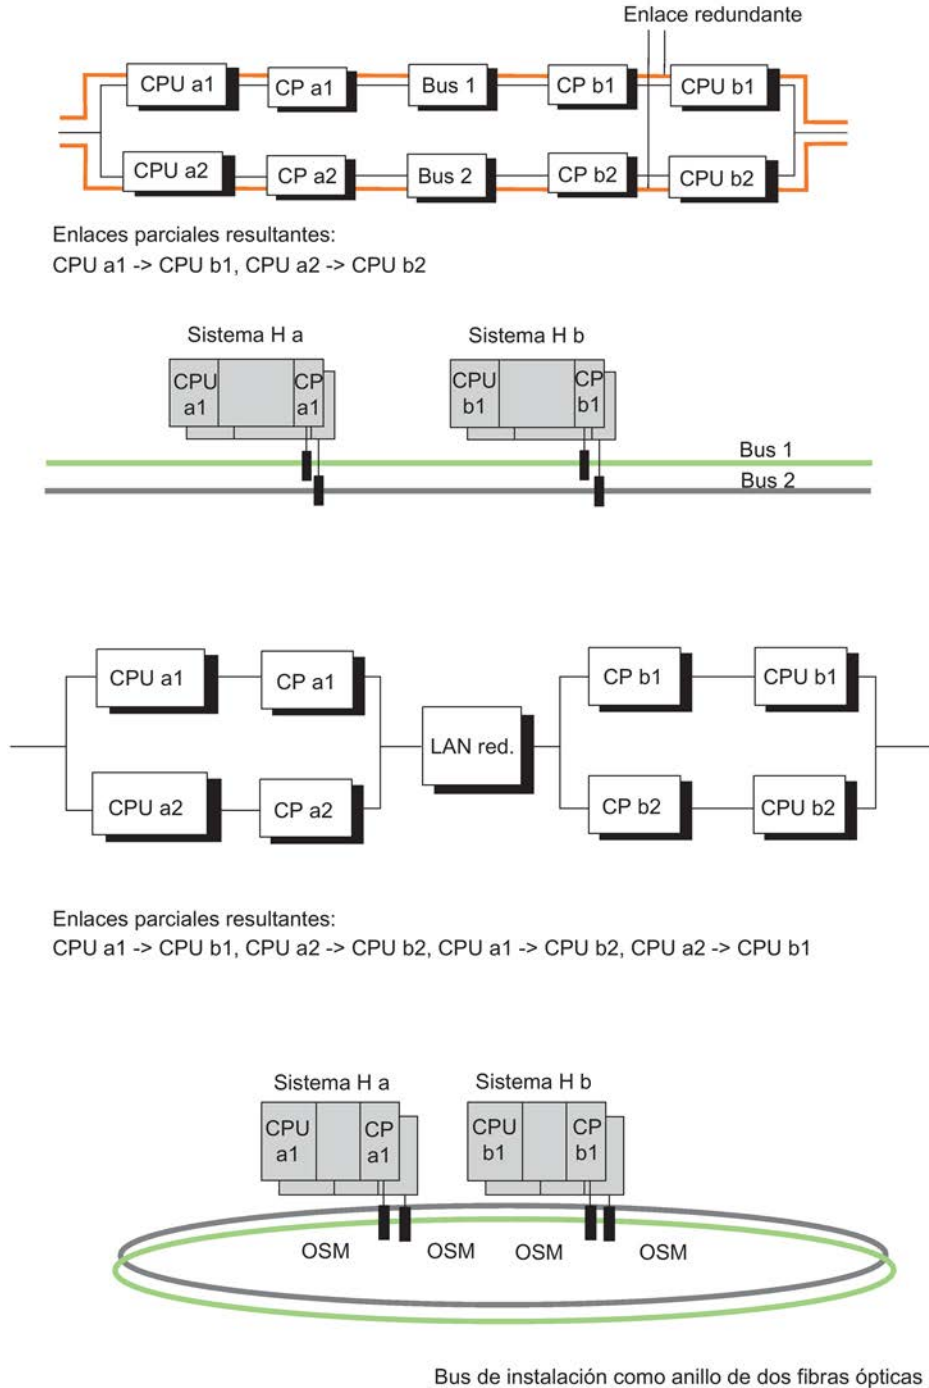 Enlace redundante
CPU a1 CP a1 Bus 1 CP b1 CPU b1
CPU a2 CP a2 Bus 2 CP b2 CPU b2
Enlaces parciales resultantes:
CPU a1 -> CPU b1, CPU a2 -> CPU b2
Sistema H a Sistema H b
CPU CP CPU CP
a1 a1 b1 b1
Bus 1
Bus 2
CPU a1 CP a1 CP b1 CPU b1
LAN red.
CPU a2 CP a2 CP b2 CPU b2
Enlaces parciales resultantes:
CPU a1 -> CPU b1, CPU a2 -> CPU b2, CPU a1 -> CPU b2, CPU a2 -> CPU b1
Sistema H a Sistema H b
CPU CP CPU CP
a1 a1 b1 b1
OSM OSM OSM OSM
Bus de instalación como anillo de dos fibras ópticas